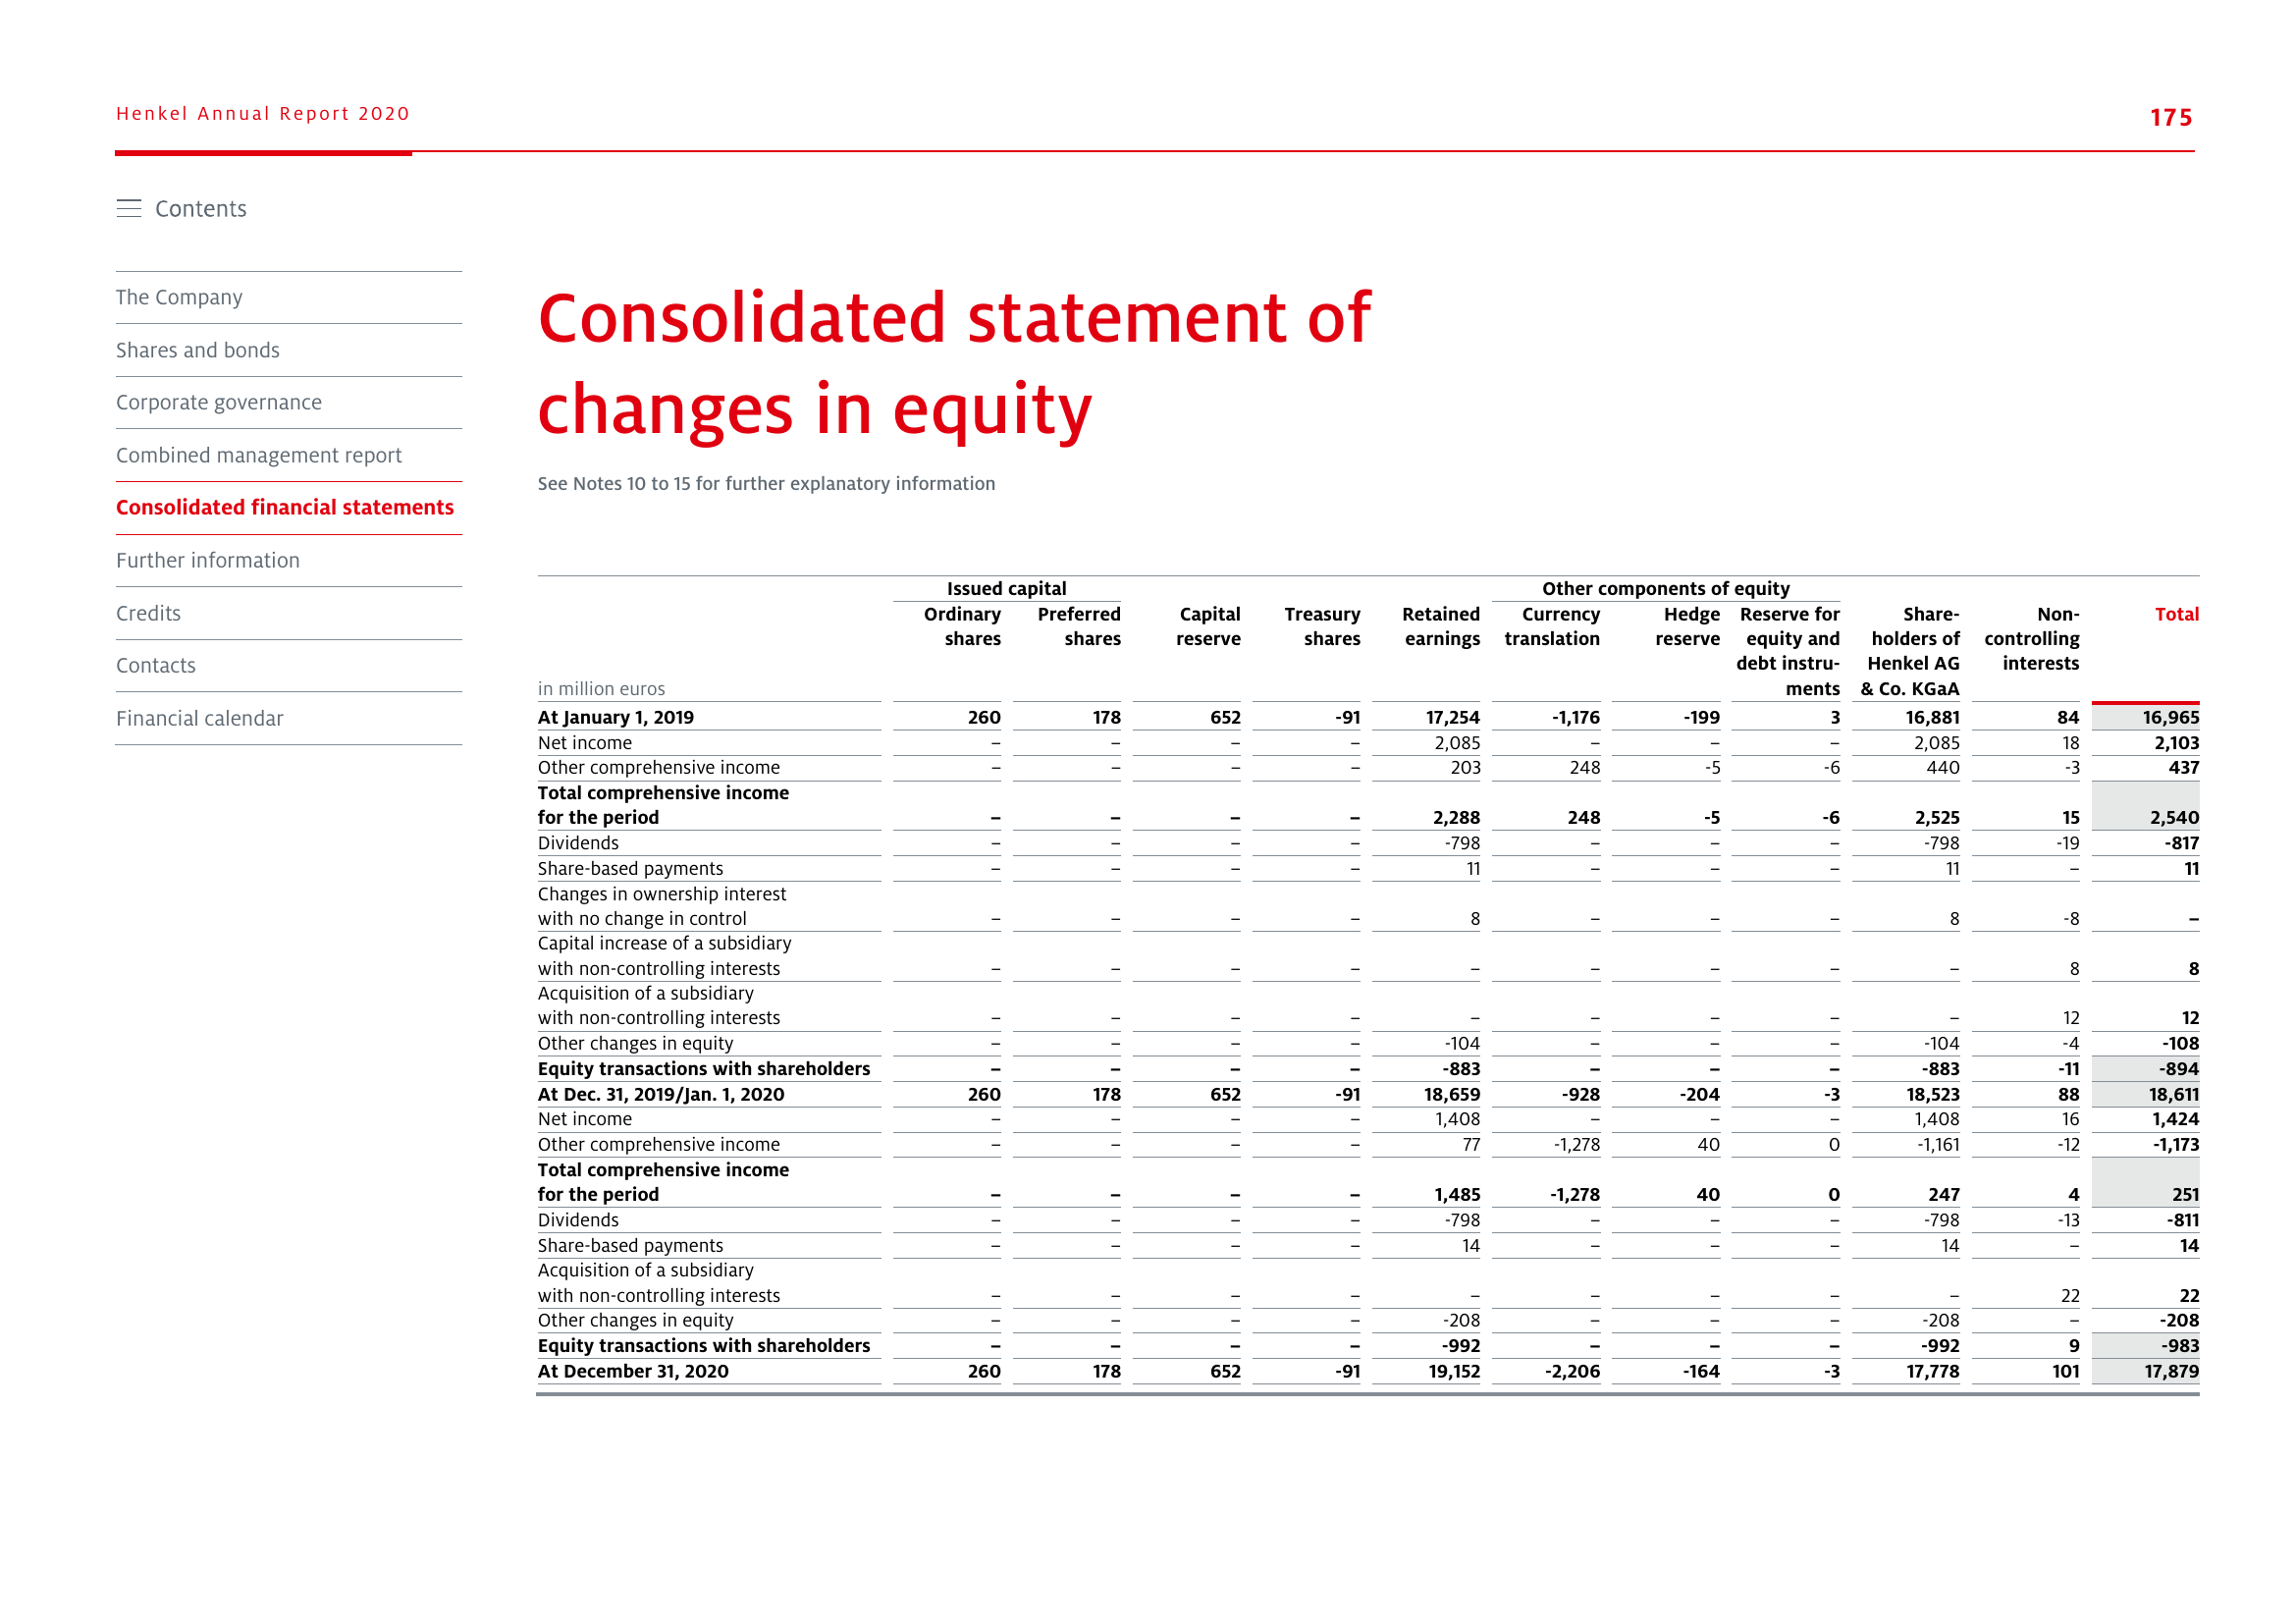 Henkel Annual Report 2020
175
Contents
The Company
Shares and bonds
Corporate governance
Combined management report
Consolidated financial statements
Further information
Credits
Contacts
Financial calendar
Consolidated statement of
changes in equity
See Notes 10 to 15 for further explanatory information
Issued capital Other components of equity
Ordinary Preferred Capital Treasury Retained Currency Hedge Reserve for Share- Non- Total
shares shares reserve shares earnings translation reserve equity and holders of controlling
debt instru- Henkel AG interests
in million euros ments & Co. KGaA
At January 1, 2019 260 178 652 -91 17,254 -1,176 -199 3 16,881 84 16,965
Net income – – – – 2,085 – – – 2,085 18 2,103
Other comprehensive income – – – – 203 248 -5 -6 440 -3 437
Total comprehensive income
for the period – – – – 2,288 248 -5 -6 2,525 15 2,540
Dividends – – – – -798 – – – -798 -19 -817
Share-based payments – – – – 11 – – – 11 – 11
Changes in ownership interest
with no change in control – – – – 8 – – – 8 -8 –
Capital increase of a subsidiary
with non-controlling interests – – – – – – – – – 8 8
Acquisition of a subsidiary
with non-controlling interests – – – – – – – – – 12 12
Other changes in equity – – – – -104 – – – -104 -4 -108
Equity transactions with shareholders – – – – -883 – – – -883 -11 -894
At Dec. 31, 2019/Jan. 1, 2020 260 178 652 -91 18,659 -928 -204 -3 18,523 88 18,611
Net income – – – – 1,408 – – – 1,408 16 1,424
Other comprehensive income – – – – 77 -1,278 40 0 -1,161 -12 -1,173
Total comprehensive income
for the period – – – – 1,485 -1,278 40 0 247 4 251
Dividends – – – – -798 – – – -798 -13 -811
Share-based payments – – – – 14 – – – 14 – 14
Acquisition of a subsidiary
with non-controlling interests – – – – – – – – – 22 22
Other changes in equity – – – – -208 – – – -208 – -208
Equity transactions with shareholders – – – – -992 – – – -992 9 -983
At December 31, 2020 260 178 652 -91 19,152 -2,206 -164 -3 17,778 101 17,879